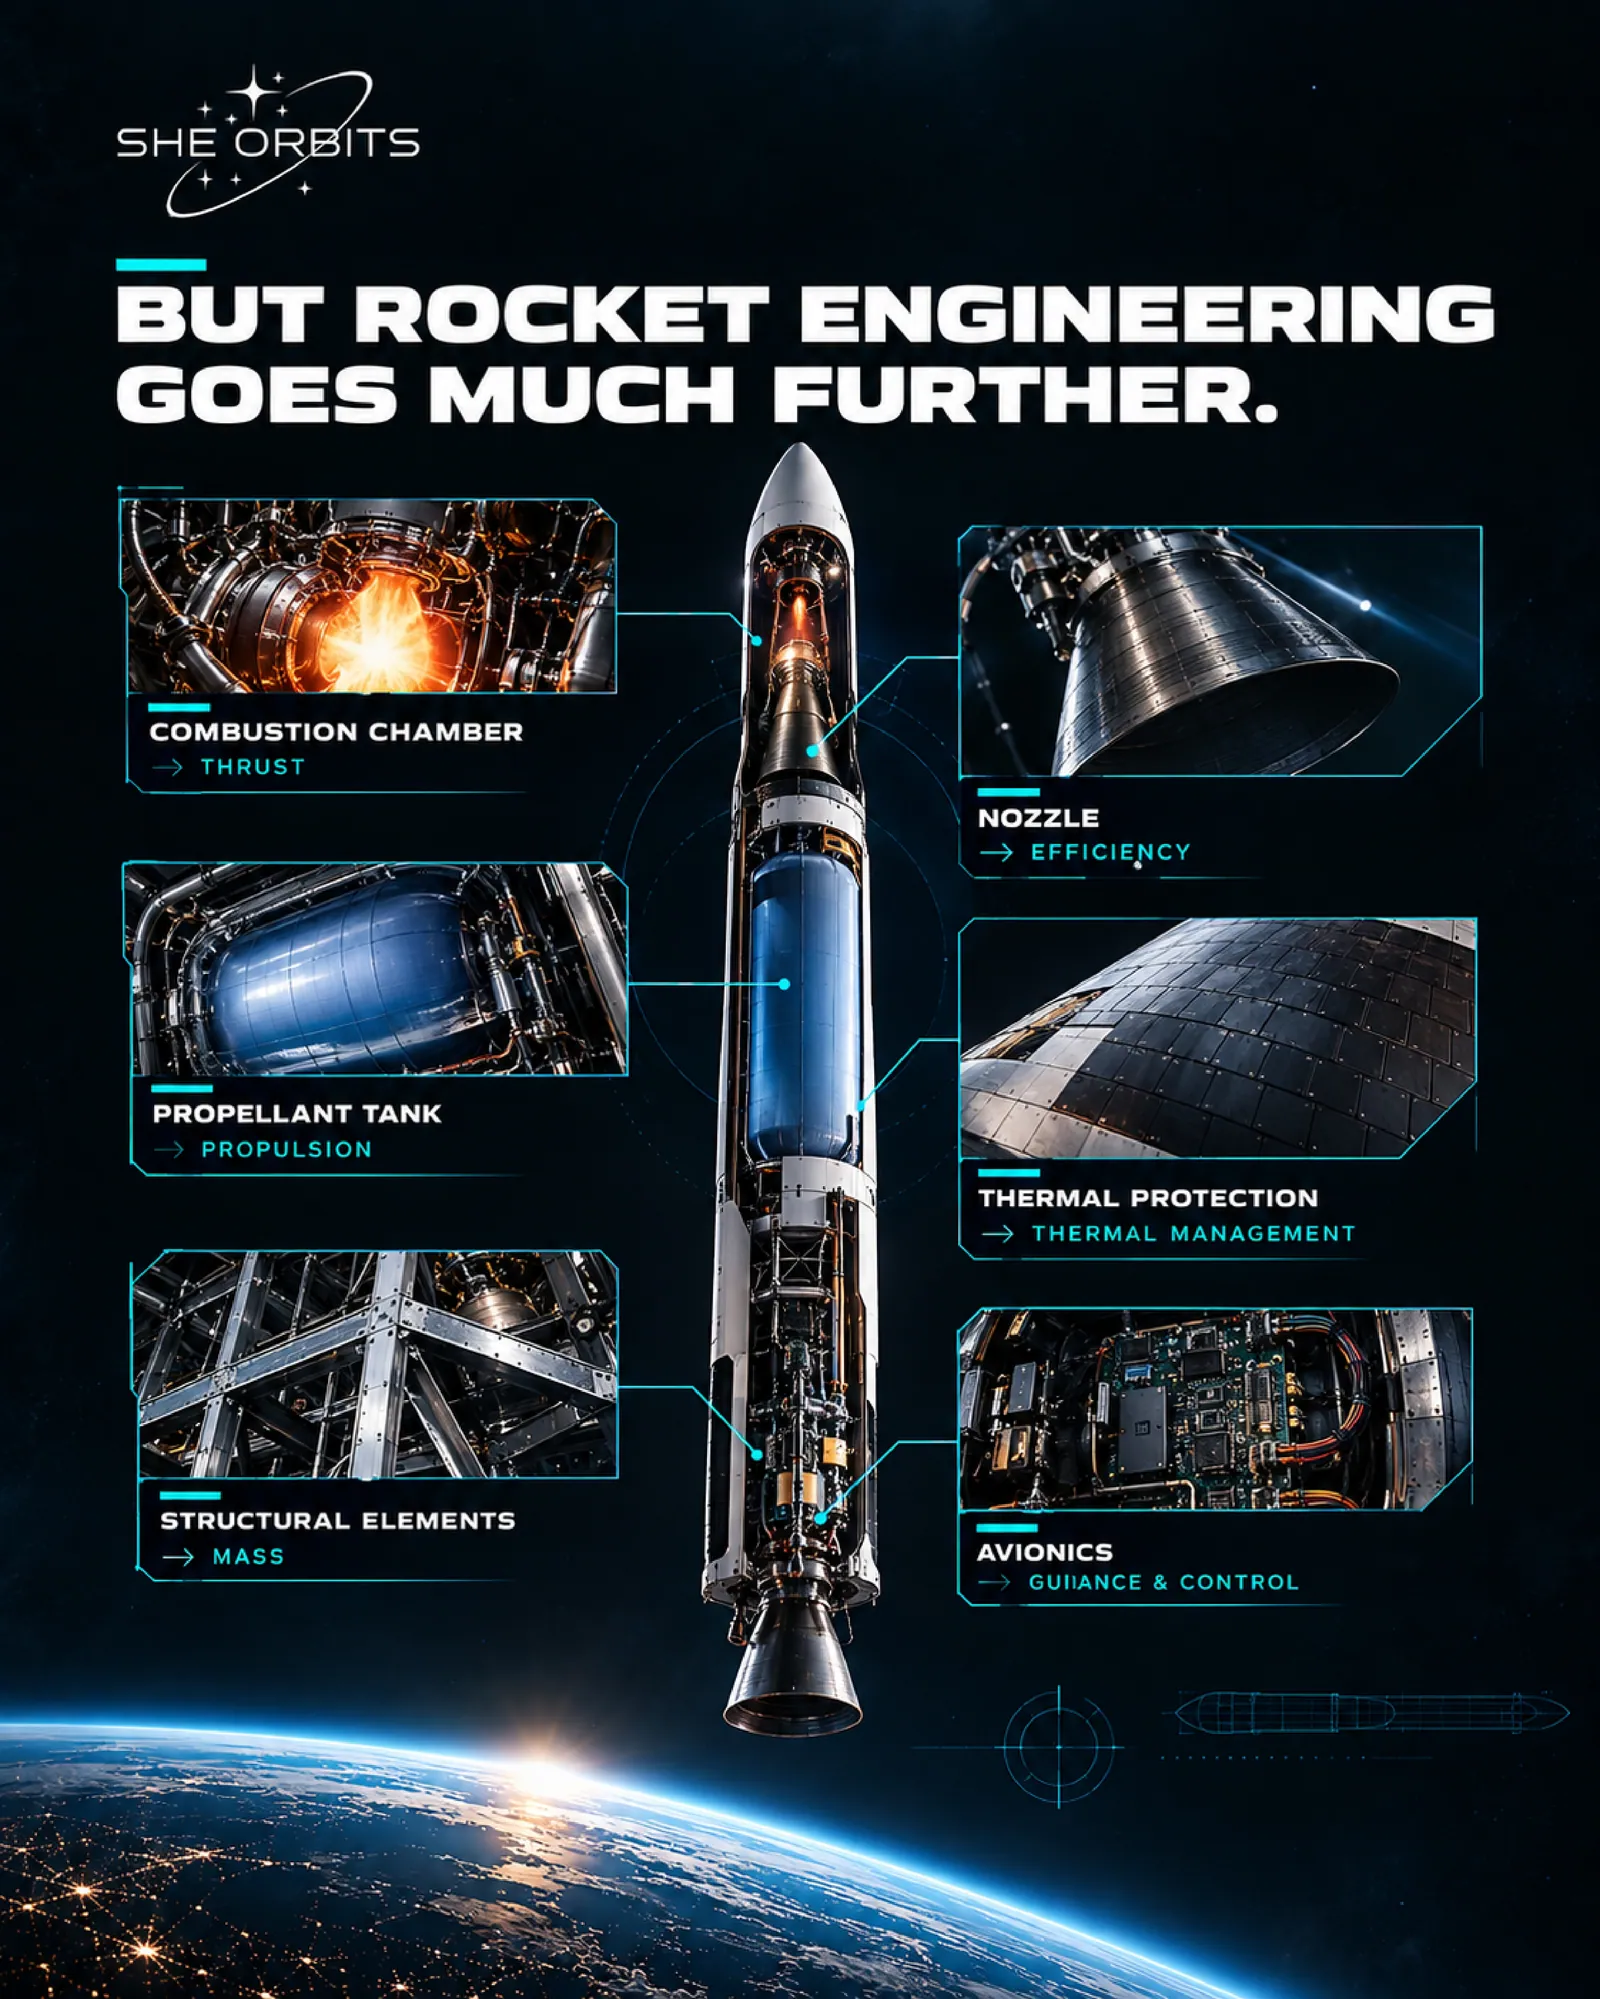 SHE ORBITS
BUT ROCKET ENGINEERING
GOES MUCH FURTHER.
COMBUSTION CHAMBER
→ THRUST
NOZZLE
→ EFFICIENCY
PROPELLANT TANK
→ PROPULSION
THERMAL PROTECTION
→ THERMAL MANAGEMENT
STRUCTURAL ELEMENTS
→ MASS
AVIONICS
→ GUIIANCE & CONTROL